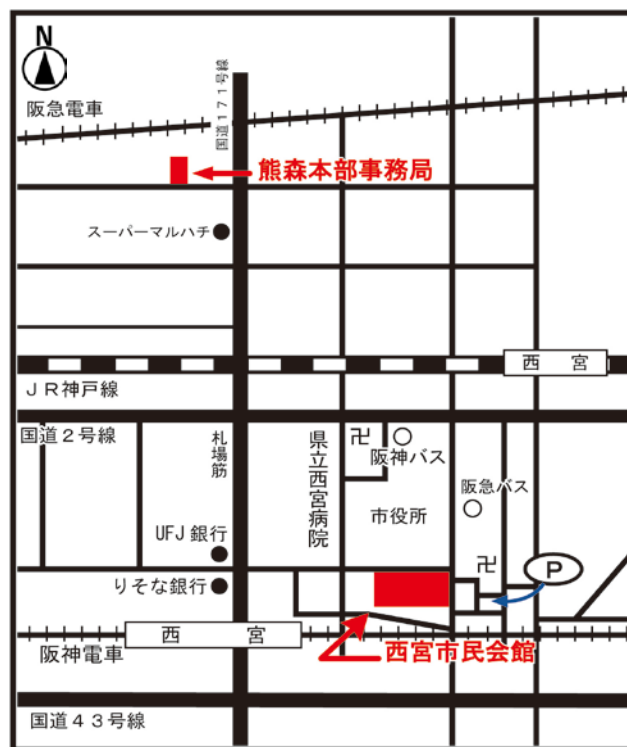 N
阪急電車
国道171号線
熊森本部事務局
スーパーマルハチ
西宮
JR神戸線
国道2号線
札場筋
県立西宮病院
卍
阪神バス
阪急バス
市役所
UFJ銀行
卍
P
りそな銀行
西宮
阪神電車
西宮市民会館
国道43号線